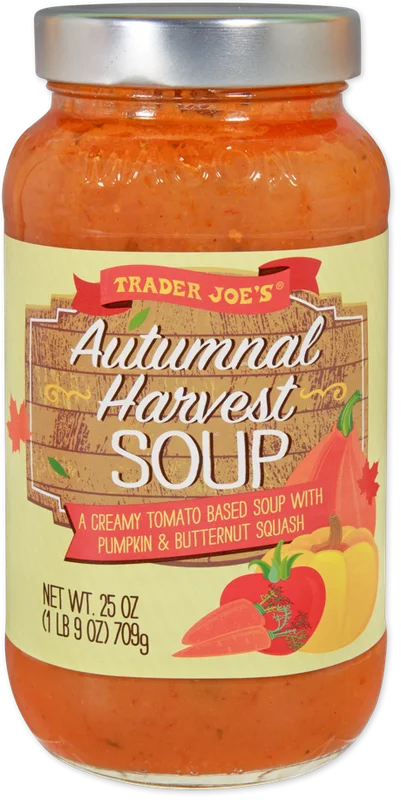 MASON
TRADER JOE'S®
Autumnal
Harvest
SOUP
A CREAMY TOMATO BASED SOUP WITH
PUMPKIN & BUTTERNUT SQUASH
NET WT. 25 OZ
(1 LB 9 OZ) 709g